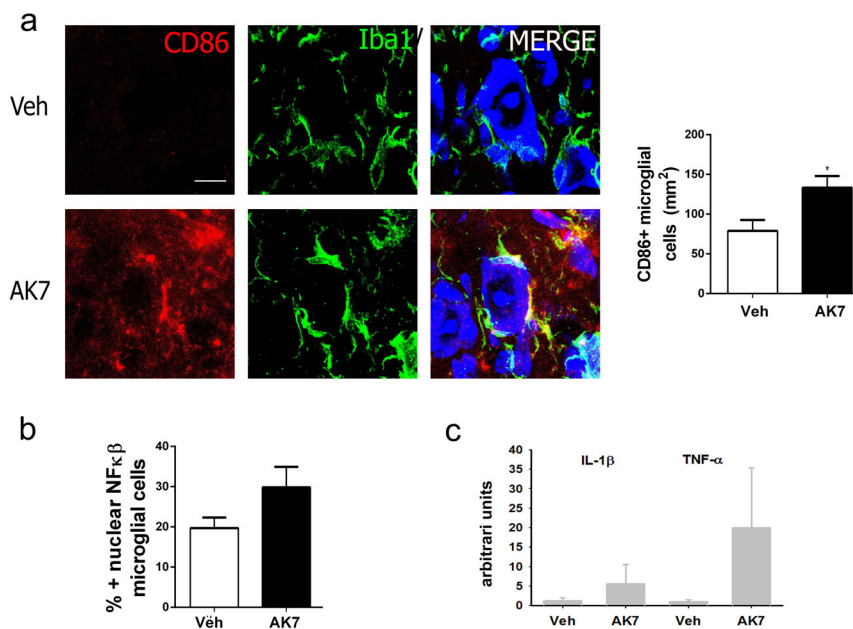 a
CD86
Iba1/
MERGE
Veh
AK7
CD86+ microglial
cells (mm2)
200
150
100
50
0
*
Veh AK7
b
% + nuclear NFκβ
microglial cells
40
30
20
10
0
Veh AK7
c
arbitrari units
40
35
30
25
20
15
10
5
0
IL-1β TNF-α
Veh AK7 Veh AK7